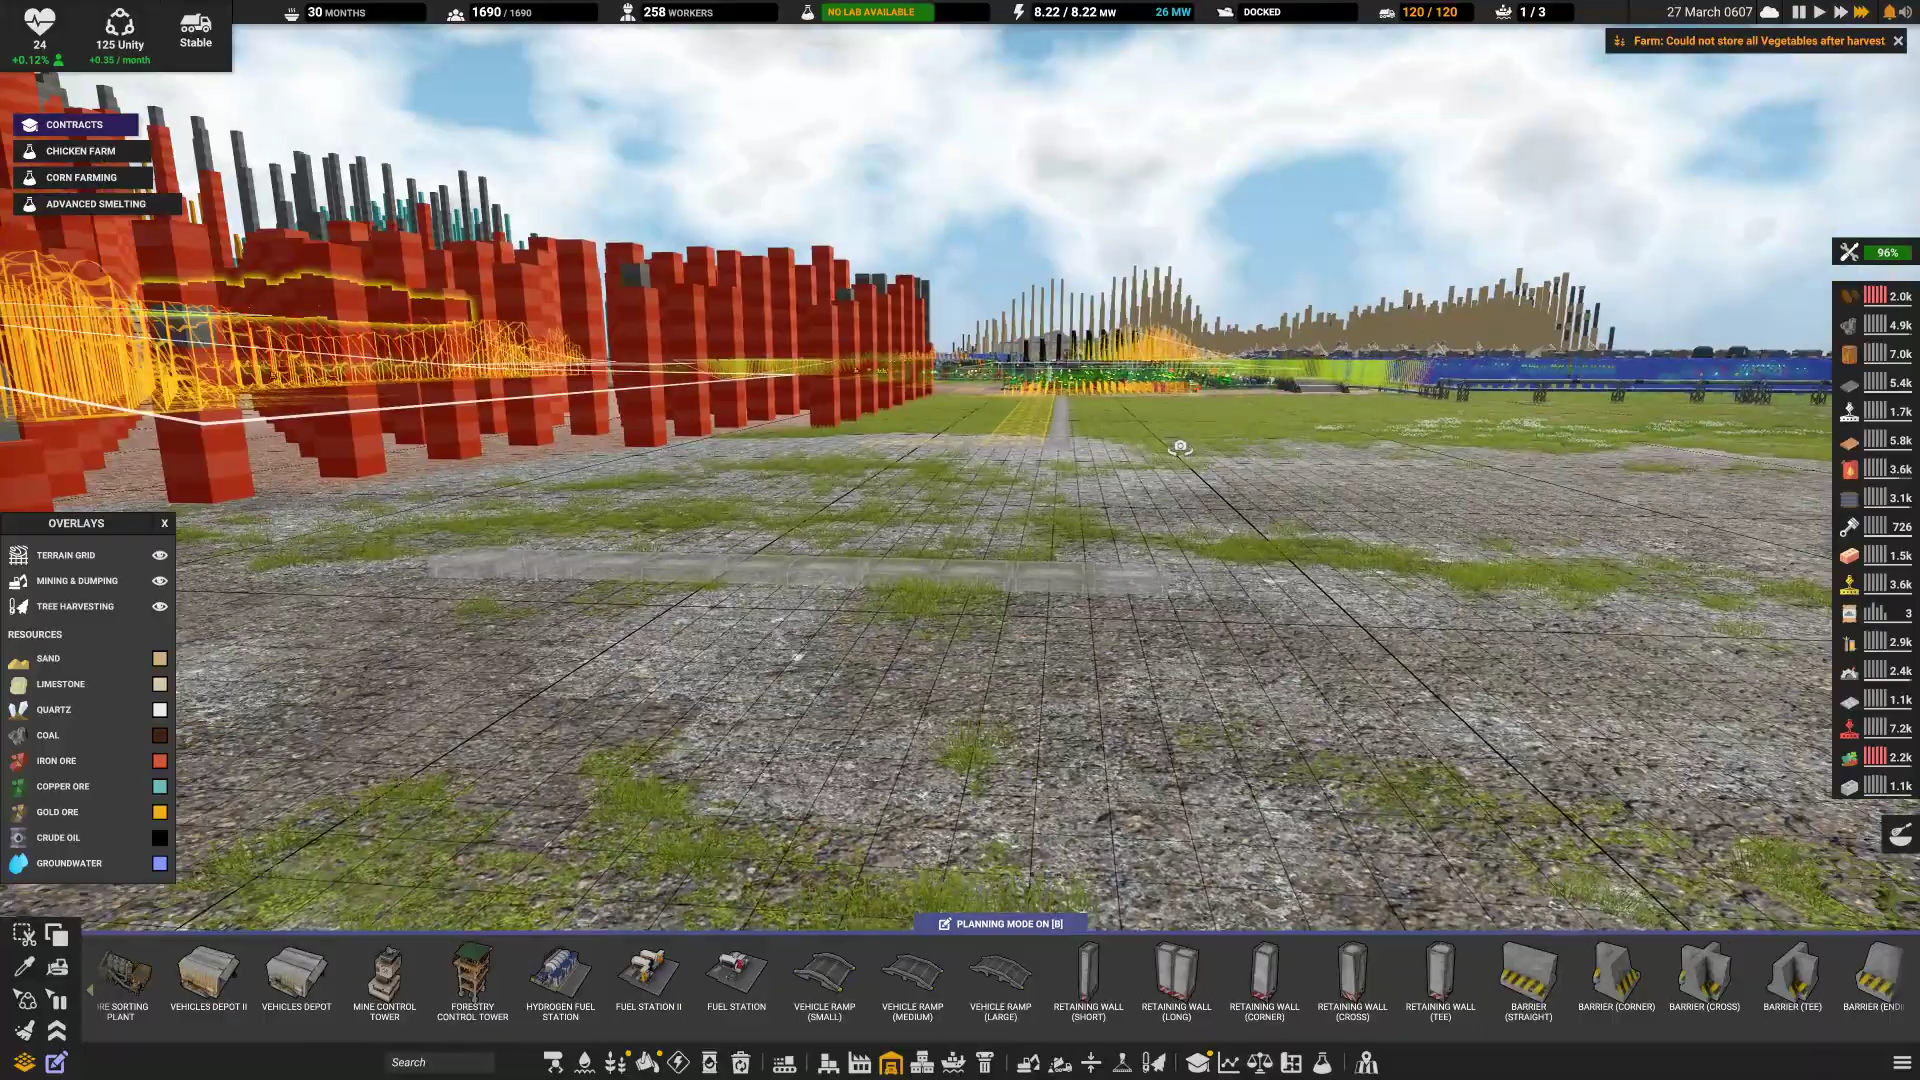 24
+0.12%
125 Unity
+0.35 / month
Stable
30 MONTHS
1690 / 1690
258 WORKERS
NO LAB AVAILABLE
8.22 / 8.22 MW
26 MW
DOCKED
120 / 120
1 / 3
27 March 0607
Farm: Could not store all Vegetables after harvest
CONTRACTS
CHICKEN FARM
CORN FARMING
ADVANCED SMELTING
96%
2.0k
4.9k
7.0k
5.4k
1.7k
5.8k
3.6k
3.1k
726
1.5k
3.6k
3
2.9k
2.4k
1.1k
7.2k
2.2k
1.1k
OVERLAYS
X
TERRAIN GRID
MINING & DUMPING
TREE HARVESTING
RESOURCES
SAND
LIMESTONE
QUARTZ
COAL
IRON ORE
COPPER ORE
GOLD ORE
CRUDE OIL
GROUNDWATER
PLANNING MODE ON [B]
RE SORTING
PLANT
VEHICLES DEPOT II
VEHICLES DEPOT
MINE CONTROL
TOWER
FORESTRY
CONTROL TOWER
HYDROGEN FUEL
STATION
FUEL STATION II
FUEL STATION
VEHICLE RAMP
(SMALL)
VEHICLE RAMP
(MEDIUM)
VEHICLE RAMP
(LARGE)
RETAINING WALL
(SHORT)
RETAINING WALL
(LONG)
RETAINING WALL
(CORNER)
RETAINING WALL
(CROSS)
RETAINING WALL
(TEE)
BARRIER
(STRAIGHT)
BARRIER (CORNER)
BARRIER (CROSS)
BARRIER (TEE)
BARRIER (ENDI
Search